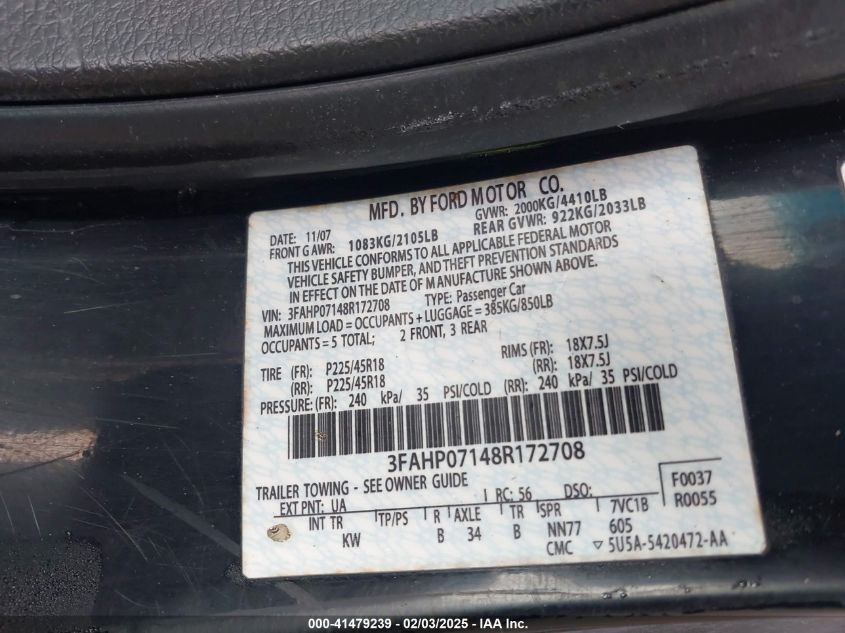 MFD. BY FORD MOTOR CO.
DATE: 11/07 GVWR: 2000KG/4410LB
FRONT GAWR: 1083KG/2105LB REAR GVWR: 922KG/2033LB
THIS VEHICLE CONFORMS TO ALL APPLICABLE FEDERAL MOTOR
VEHICLE SAFETY BUMPER, AND THEFT PREVENTION STANDARDS
IN EFFECT ON THE DATE OF MANUFACTURE SHOWN ABOVE.
VIN: 3FAHP07148R172708 TYPE: Passenger Car
MAXIMUM LOAD = OCCUPANTS + LUGGAGE = 385KG/850LB
OCCUPANTS = 5 TOTAL; 2 FRONT, 3 REAR
TIRE (FR): P225/45R18 RIMS (FR): 18X7.5J
(RR): P225/45R18 (RR): 18X7.5J
PRESSURE: (FR): 240 kPa/ 35 PSI/COLD (RR): 240 kPa/ 35 PSI/COLD
3FAHP07148R172708
TRAILER TOWING - SEE OWNER GUIDE
EXT PNT: UA RC: 56 DSO: F0037
INT TR TP/PS R AXLE TR SPR 7VC1B R0055
KW B 34 B NN77 605
CMC ▽ 5U5A-5420472-AA
000-41479239 - 02/03/2025 - IAA Inc.